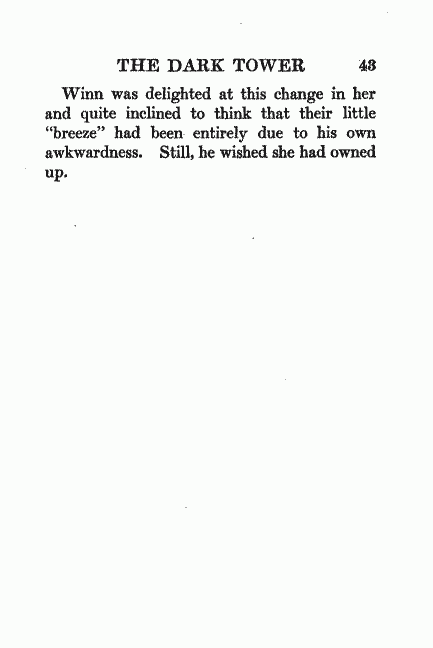 THE DARK TOWER 43
Winn was delighted at this change in her
and quite inclined to think that their little
“breeze” had been entirely due to his own
awkwardness. Still, he wished she had owned
up.